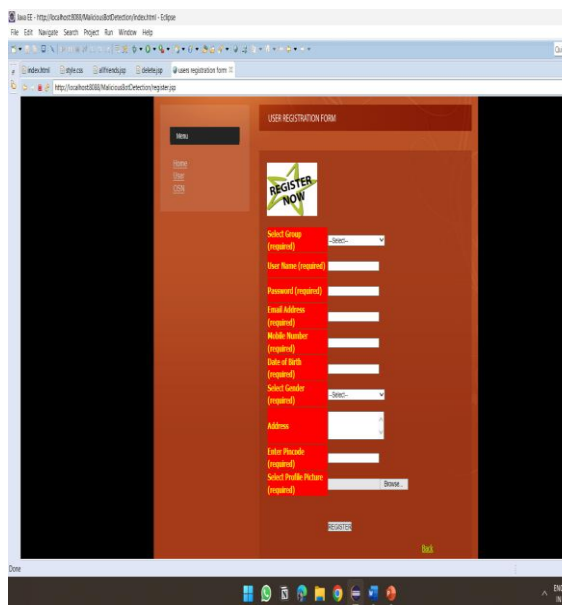 Java EE - http://localhost:8088/MaliciousBotDetection/index.html - Eclipse
File Edit Navigate Search Project Run Window Help
index.html style.css allfriends.jsp delete.jsp users registration form
http://localhost:8088/MaliciousBotDetection/register.jsp
USER REGISTRATION FORM
Menu
Home
User
OSN
REGISTER
NOW
Select Group
(required)
--Select--
User Name (required)
Password (required)
Email Address
(required)
Mobile Number
(required)
Date of Birth
(required)
Select Gender
(required)
--Select--
Address
Enter Pincode
(required)
Select Profile Picture
(required)
Browse...
REGISTER
Back
Done
ENG
IN